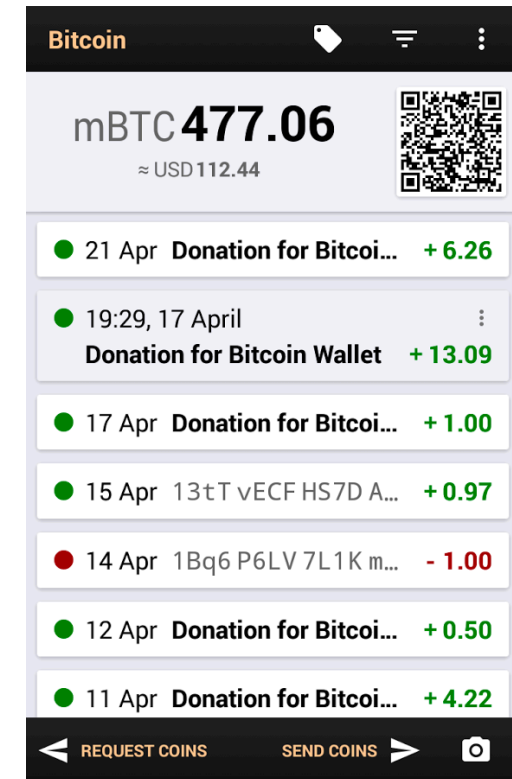 Bitcoin
mBTC 477.06
≈ USD 112.44
21 Apr Donation for Bitcoi... + 6.26
19:29, 17 April
Donation for Bitcoin Wallet + 13.09
17 Apr Donation for Bitcoi... + 1.00
15 Apr 13tT vECF HS7D A... + 0.97
14 Apr 1Bq6 P6LV 7L1K m... - 1.00
12 Apr Donation for Bitcoi... + 0.50
11 Apr Donation for Bitcoi... + 4.22
REQUEST COINS SEND COINS